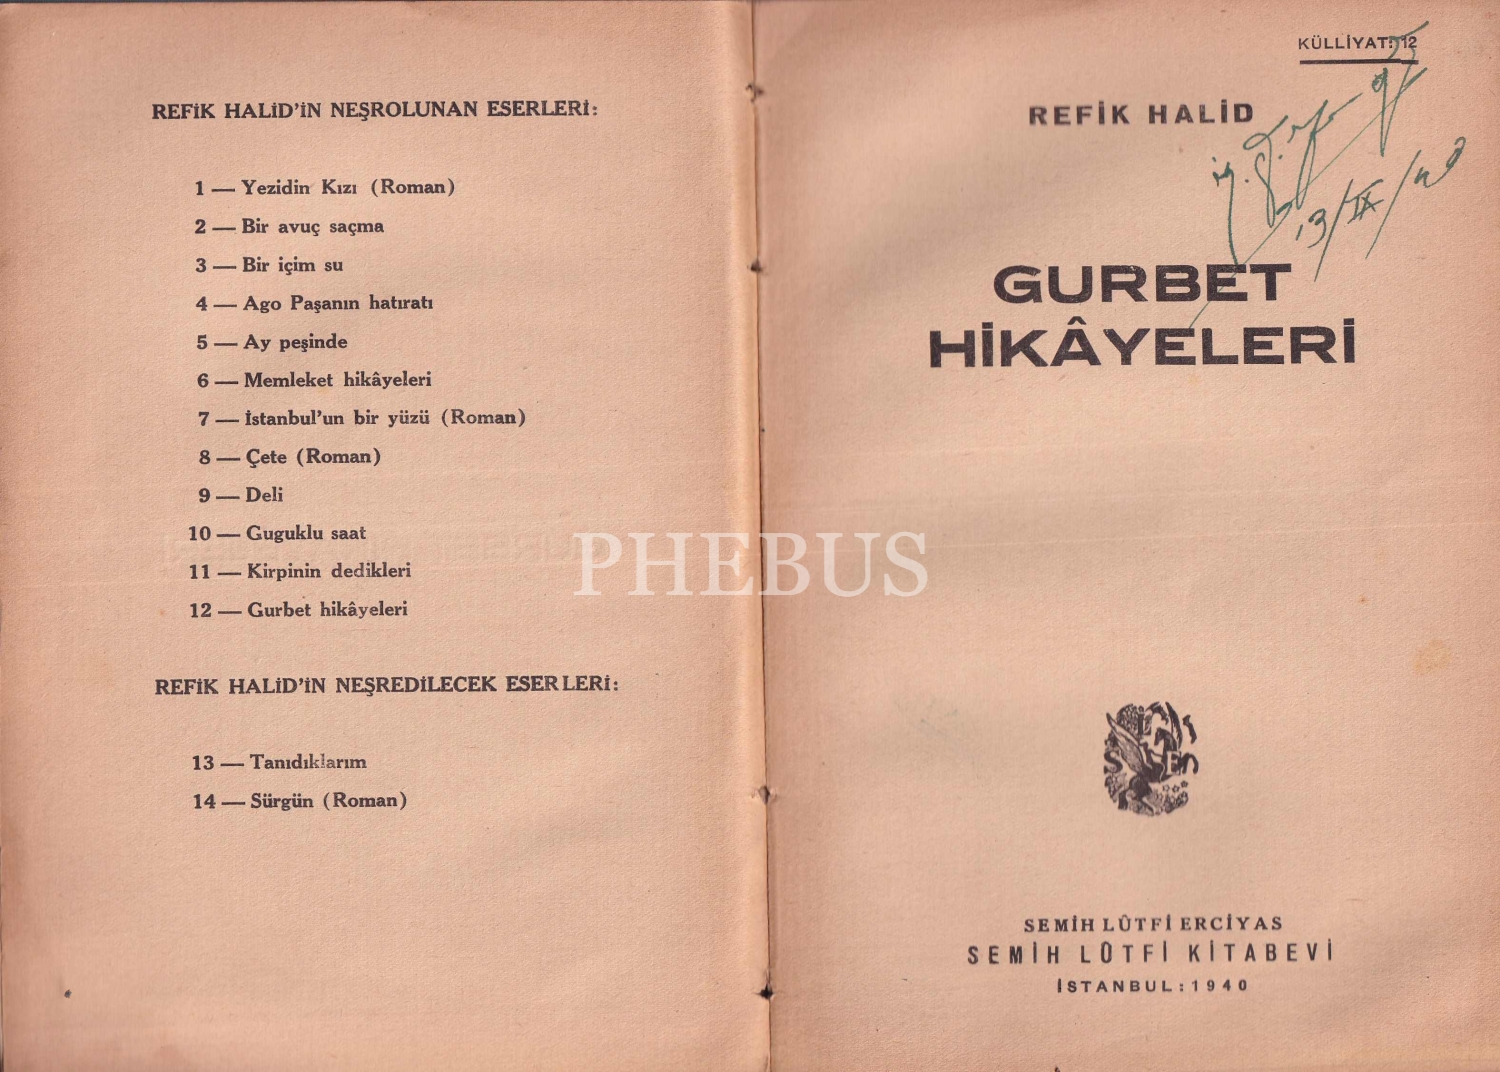 REFİK HALİD'İN NEŞROLUNAN ESERLERİ:
1 — Yezidin Kızı (Roman)
2 — Bir avuç saçma
3 — Bir içim su
4 — Ago Paşanın hatıratı
5 — Ay peşinde
6 — Memleket hikâyeleri
7 — İstanbul'un bir yüzü (Roman)
8 — Çete (Roman)
9 — Deli
10 — Guguklu saat
11 — Kirpinin dedikleri
12 — Gurbet hikâyeleri
REFİK HALİD'İN NEŞREDİLECEK ESERLERİ:
13 — Tanıdıklarım
14 — Sürgün (Roman)
KÜLLİYAT: 12
REFİK HALİD
13/IX/
GURBET
HİKÂYELERİ
SEMİH LÛTFİ ERCİYAS
SEMİH LÛTFİ KİTABEVİ
İSTANBUL: 1940
PHEBUS